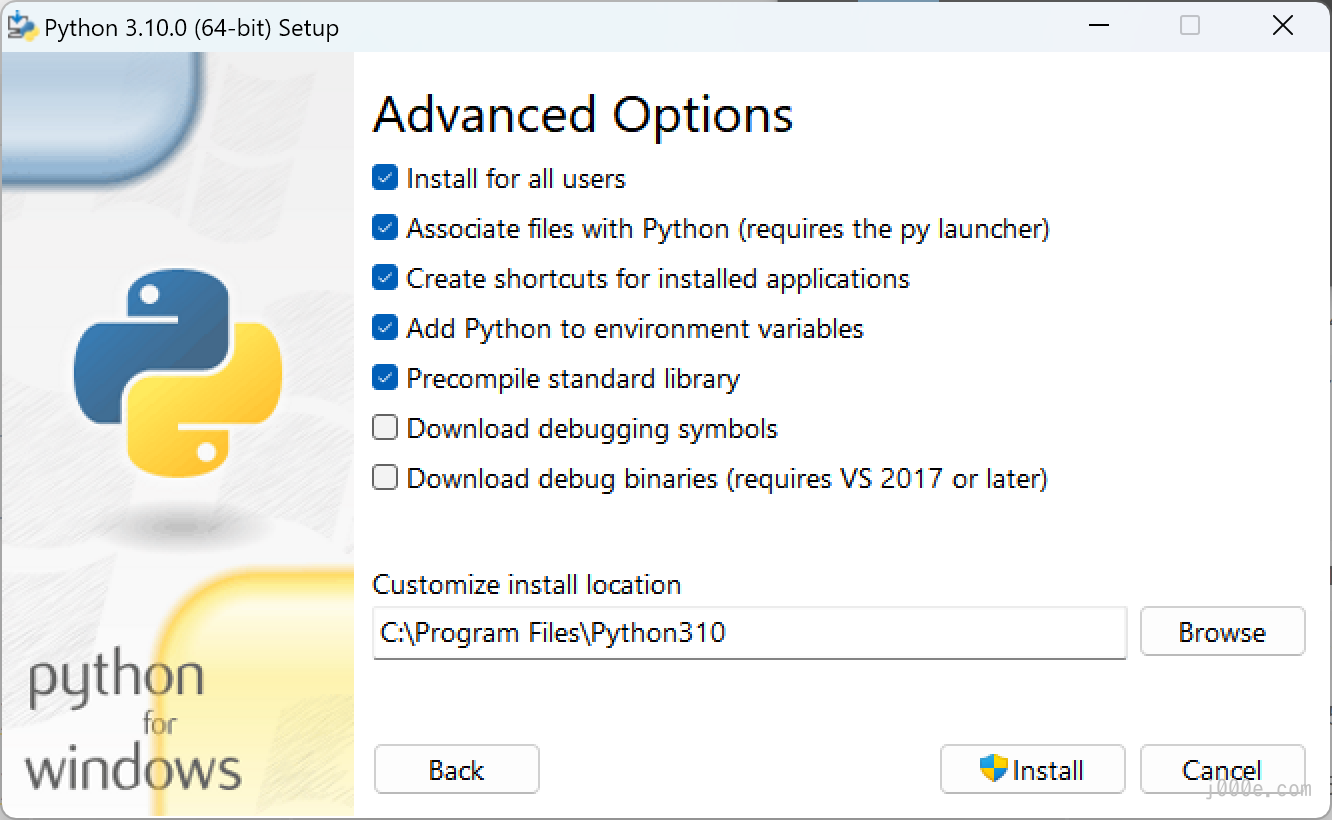 Python 3.10.0 (64-bit) Setup
Advanced Options
Install for all users
Associate files with Python (requires the py launcher)
Create shortcuts for installed applications
Add Python to environment variables
Precompile standard library
Download debugging symbols
Download debug binaries (requires VS 2017 or later)
Customize install location
C:\Program Files\Python310
Browse
python
for
windows
Back
Install
Cancel
j000e.com